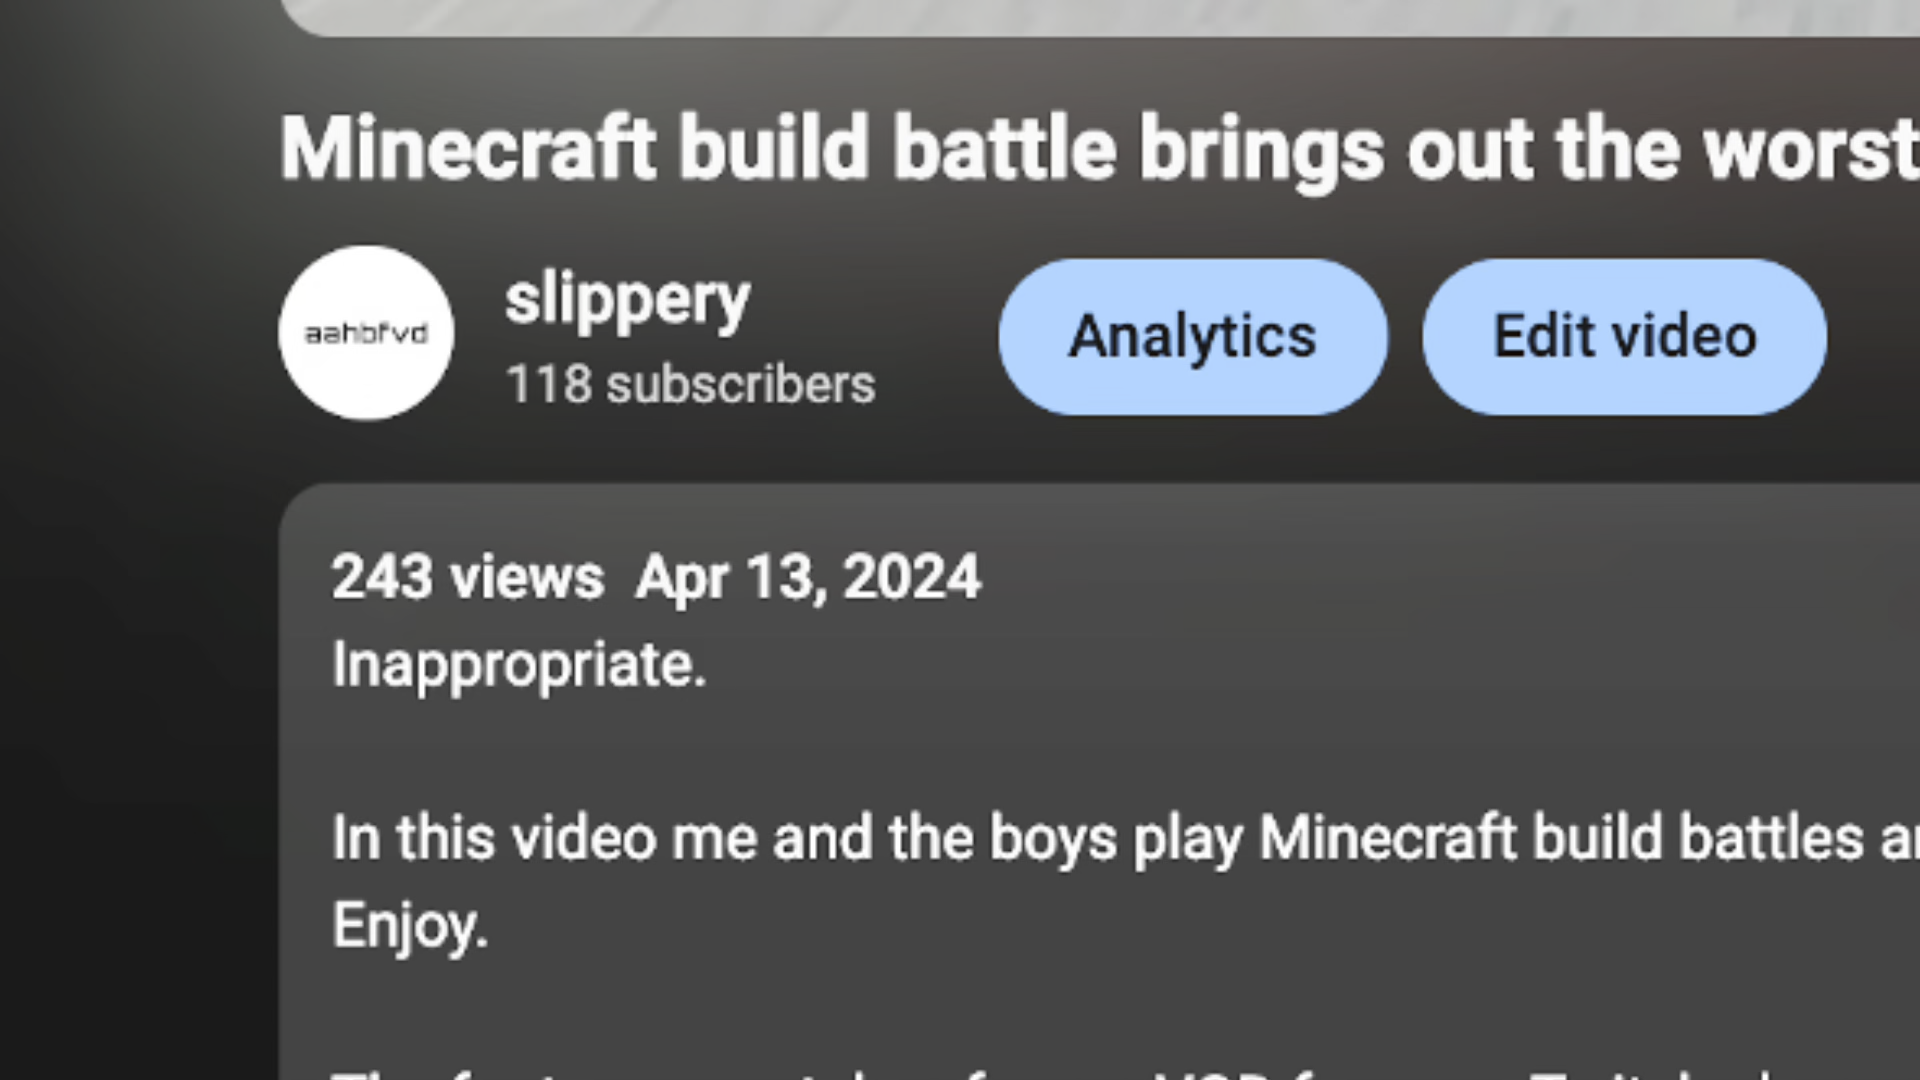 Minecraft build battle brings out the worst
aahbfvd
slippery
118 subscribers
Analytics
Edit video
243 views Apr 13, 2024
Inappropriate.
In this video me and the boys play Minecraft build battles
Enjoy.